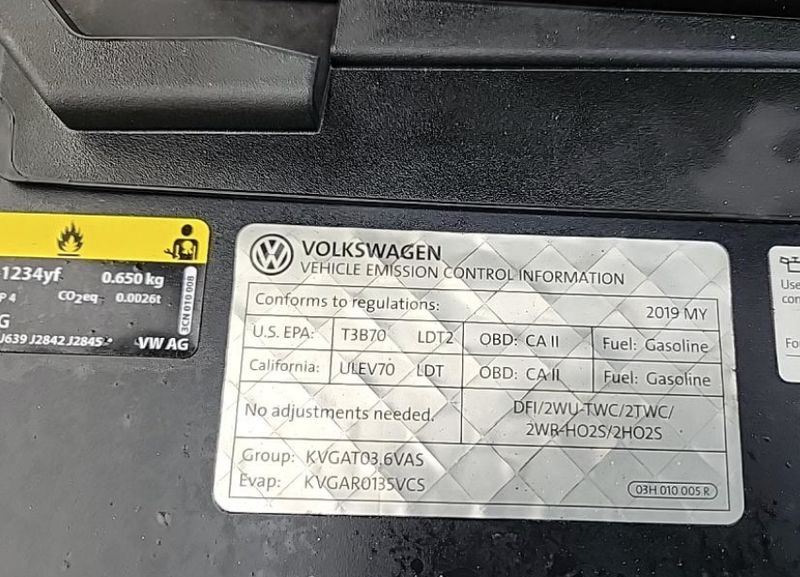 1234yf 0.650 kg
P 4 CO₂eq 0.0026t
G
J639 J2842 J2845 * VW AG
3CN 010 008
VOLKSWAGEN
VEHICLE EMISSION CONTROL INFORMATION
Conforms to regulations: 2019 MY
U.S. EPA: T3B70 LDT2 OBD: CA II Fuel: Gasoline
California: ULEV70 LDT OBD: CA II Fuel: Gasoline
No adjustments needed. DFI/2WU-TWC/2TWC/
2WR-HO2S/2HO2S
Group: KVGAT03.6VAS
Evap: KVGAR0135VCS
03H 010 005 R
Use
con
Fo